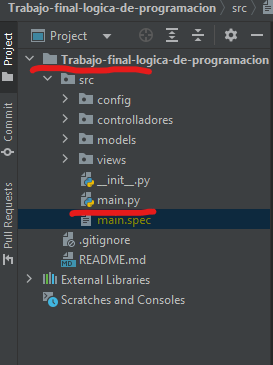 Trabajo-final-logica-de-programacion
src
Project
Project
Commit
Pull Requests
Trabajo-final-logica-de-programacion
src
config
controlladores
models
views
__init__.py
main.py
main.spec
.gitignore
README.md
External Libraries
Scratches and Consoles